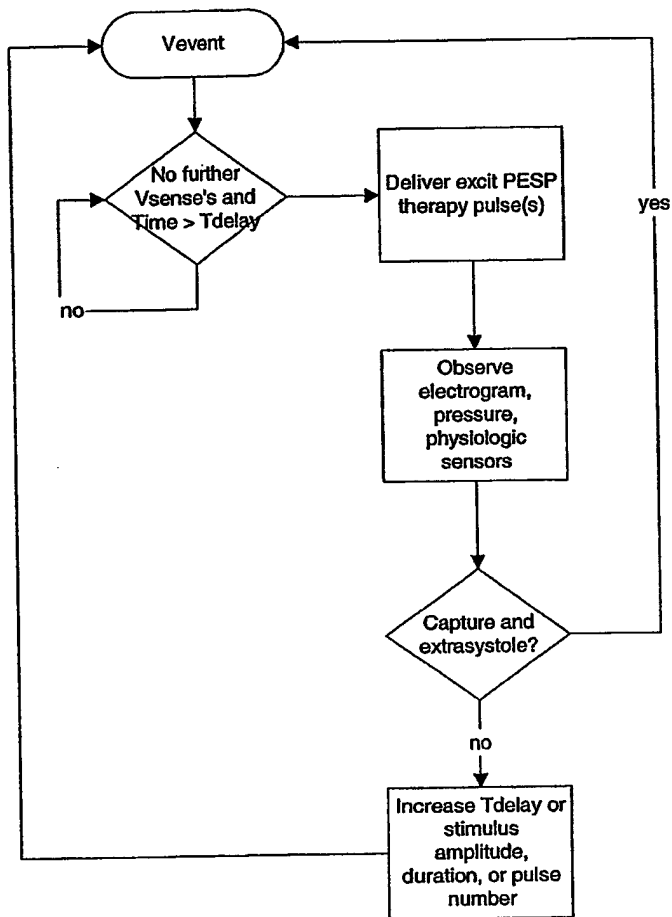 Vevent
No further
Vsense's and
Time > Tdelay
no
Deliver excit PESP
therapy pulse(s)
yes
Observe
electrogram,
pressure,
physiologic
sensors
Capture and
extrasystole?
no
Increase Tdelay or
stimulus
amplitude,
duration, or pulse
number